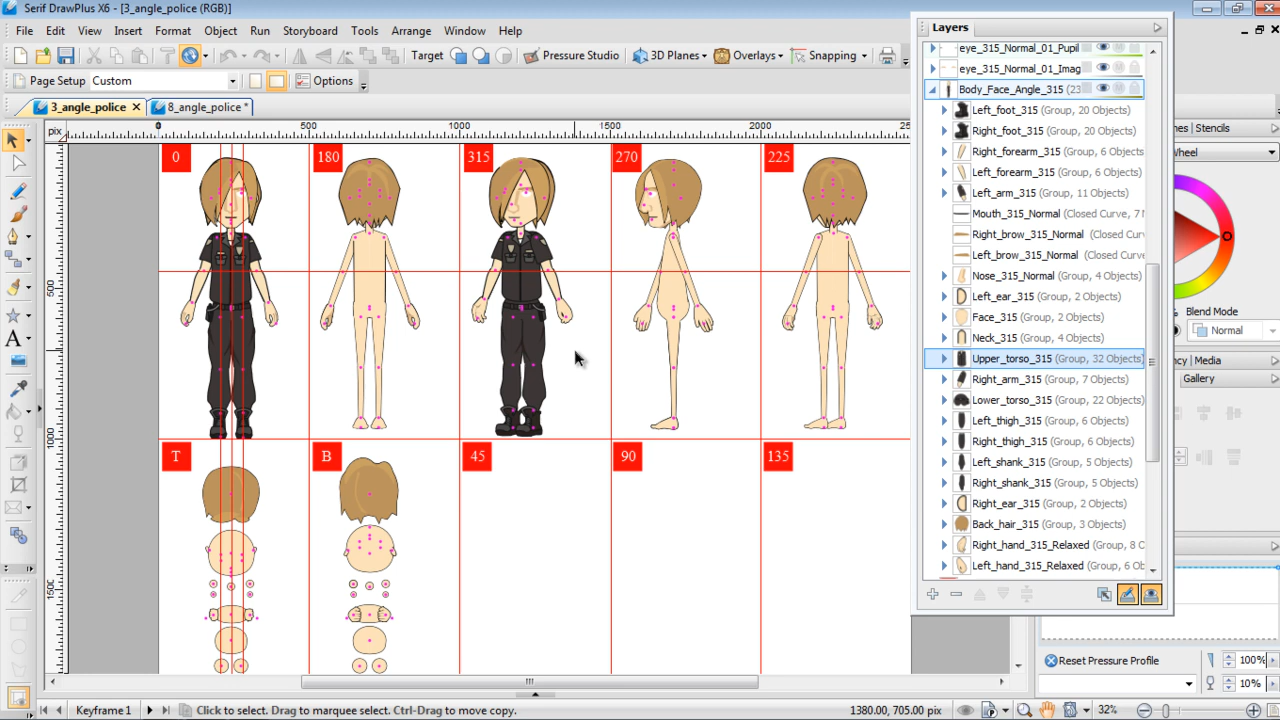 Serif DrawPlus X6 - [3_angle_police (RGB)]
File Edit View Insert Format Object Run Storyboard Tools Arrange Window Help
Target Pressure Studio 3D Planes Overlays Snapping
Page Setup Custom Options
3_angle_police 8_angle_police *
pix 0 500 1000 1500 2000
500
1000
1500
0 180 315 270 225
T B 45 90 135
Layers
eye_315_Normal_01_Pupil
eye_315_Normal_01_Imag
Body_Face_Angle_315 (23
Left_foot_315 (Group, 20 Objects)
Right_foot_315 (Group, 20 Objects)
Right_forearm_315 (Group, 6 Objects
Left_forearm_315 (Group, 6 Objects)
Left_arm_315 (Group, 11 Objects)
Mouth_315_Normal (Closed Curve, 7
Right_brow_315_Normal (Closed
Left_brow_315_Normal (Closed Curv
Nose_315_Normal (Group, 4 Objects)
Left_ear_315 (Group, 2 Objects)
Face_315 (Group, 2 Objects)
Neck_315 (Group, 4 Objects)
Upper_torso_315 (Group, 32 Objects)
Right_arm_315 (Group, 7 Objects)
Lower_torso_315 (Group, 22 Objects)
Left_thigh_315 (Group, 6 Objects)
Right_thigh_315 (Group, 6 Objects)
Left_shank_315 (Group, 5 Objects)
Right_shank_315 (Group, 5 Objects)
Right_ear_315 (Group, 2 Objects)
Back_hair_315 (Group, 3 Objects)
Right_hand_315_Relaxed (Group, 8 O
Left_hand_315_Relaxed (Group, 6 Ob
Stencils
Wheel
Blend Mode
Normal
Media
Gallery
Reset Pressure Profile 100%
10%
Keyframe 1 Click to select. Drag to marquee select. Ctrl-Drag to move copy. 1380.00, 705.00 pix 32%